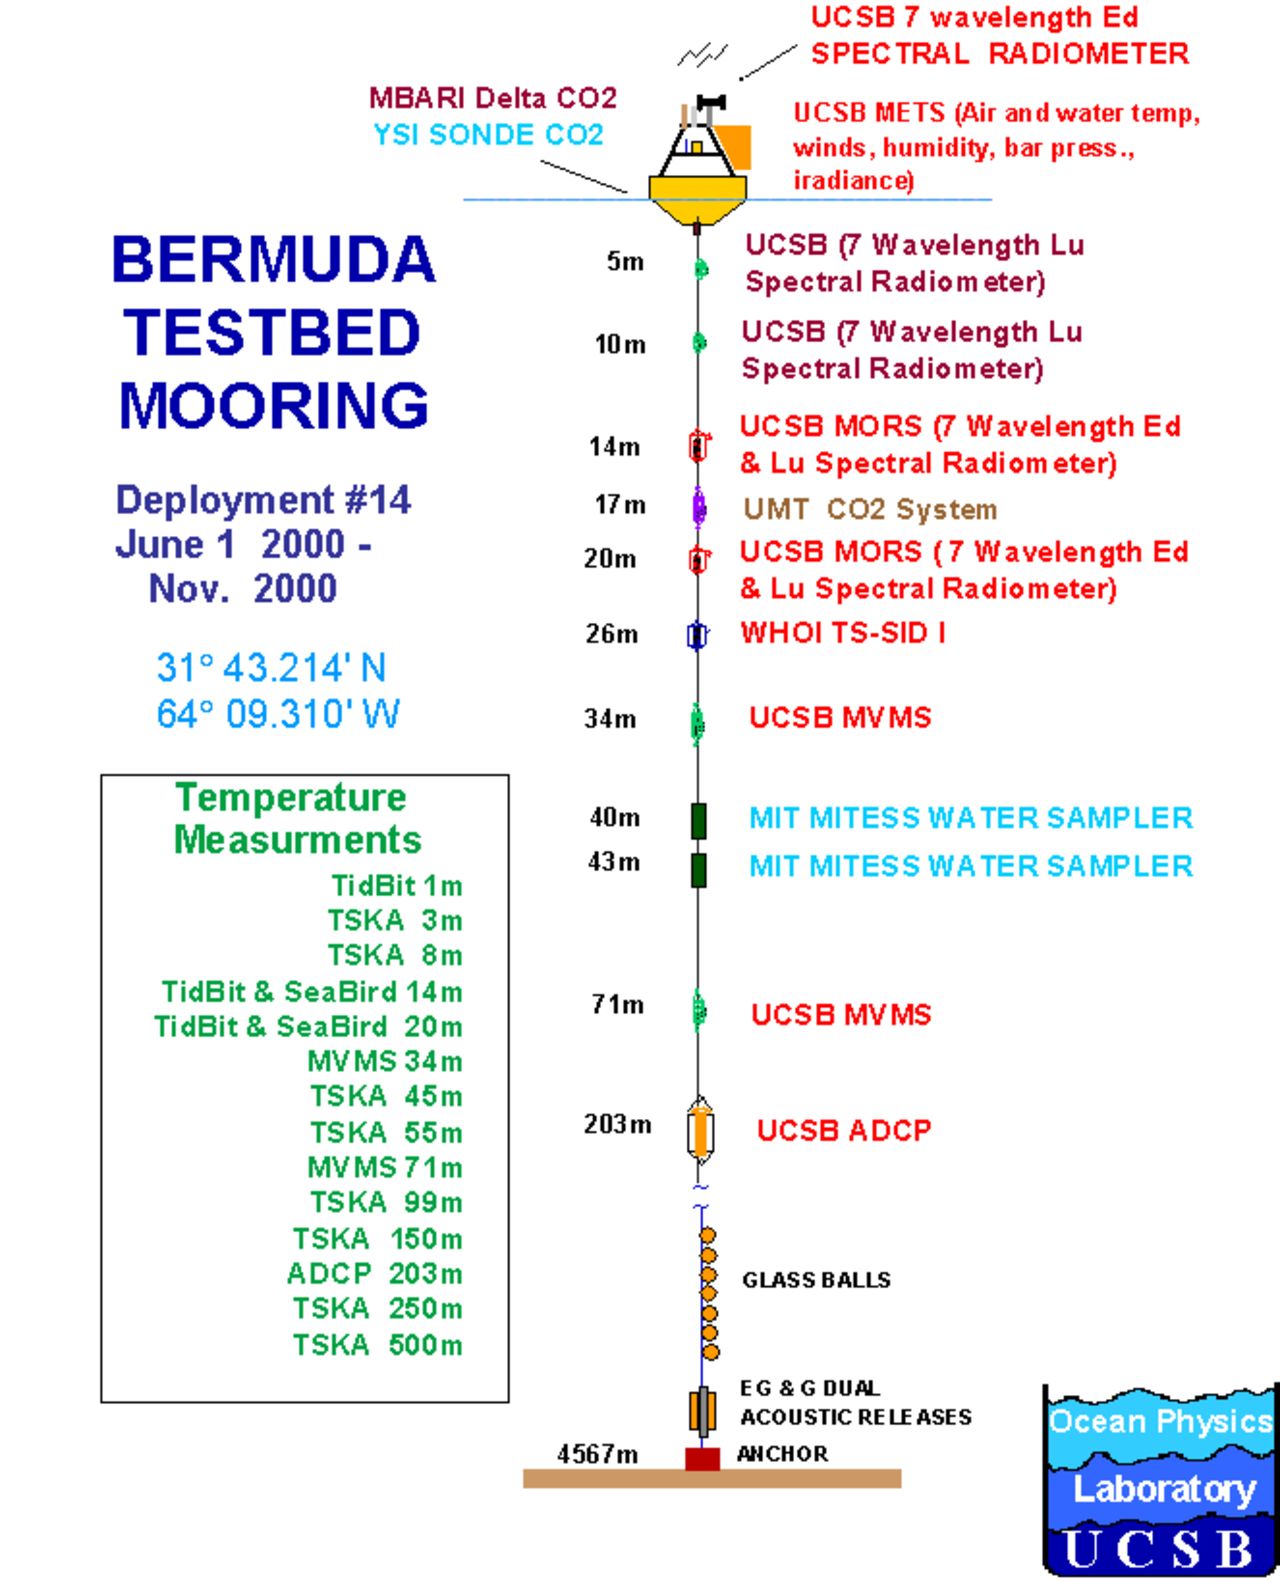 UCSB 7 wavelength Ed
SPECTRAL RADIOMETER
MBARI Delta CO2
YSI SONDE CO2
UCSB METS (Air and water temp,
winds, humidity, bar press.,
iradiance)
BERMUDA
TESTBED
MOORING
Deployment #14
June 1 2000 -
Nov. 2000
31° 43.214' N
64° 09.310' W
5m
UCSB (7 Wavelength Lu
Spectral Radiometer)
10m
UCSB (7 Wavelength Lu
Spectral Radiometer)
14m
UCSB MORS (7 Wavelength Ed
& Lu Spectral Radiometer)
17m
UMT CO2 System
20m
UCSB MORS (7 Wavelength Ed
& Lu Spectral Radiometer)
26m
WHOI TS-SID I
34m
UCSB MVMS
40m
MIT MITESS WATER SAMPLER
43m
MIT MITESS WATER SAMPLER
71m
UCSB MVMS
203m
UCSB ADCP
GLASS BALLS
EG & G DUAL
ACOUSTIC RELEASES
4567m
ANCHOR
Temperature
Measurments
TidBit 1m
TSKA 3m
TSKA 8m
TidBit & SeaBird 14m
TidBit & SeaBird 20m
MVMS 34m
TSKA 45m
TSKA 55m
MVMS 71m
TSKA 99m
TSKA 150m
ADCP 203m
TSKA 250m
TSKA 500m
Ocean Physics
Laboratory
UCSB